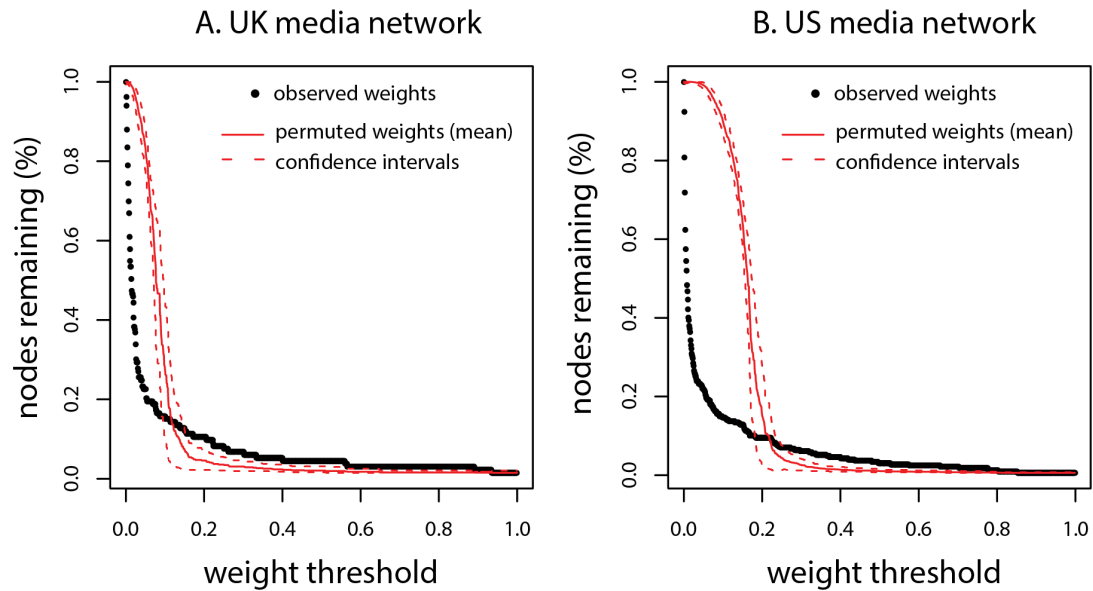 A. UK media network
observed weights
permuted weights (mean)
confidence intervals
nodes remaining (%)
1.0
0.8
0.6
0.4
0.2
0.0
0.0 0.2 0.4 0.6 0.8 1.0
weight threshold
B. US media network
observed weights
permuted weights (mean)
confidence intervals
nodes remaining (%)
1.0
0.8
0.6
0.4
0.2
0.0
0.0 0.2 0.4 0.6 0.8 1.0
weight threshold